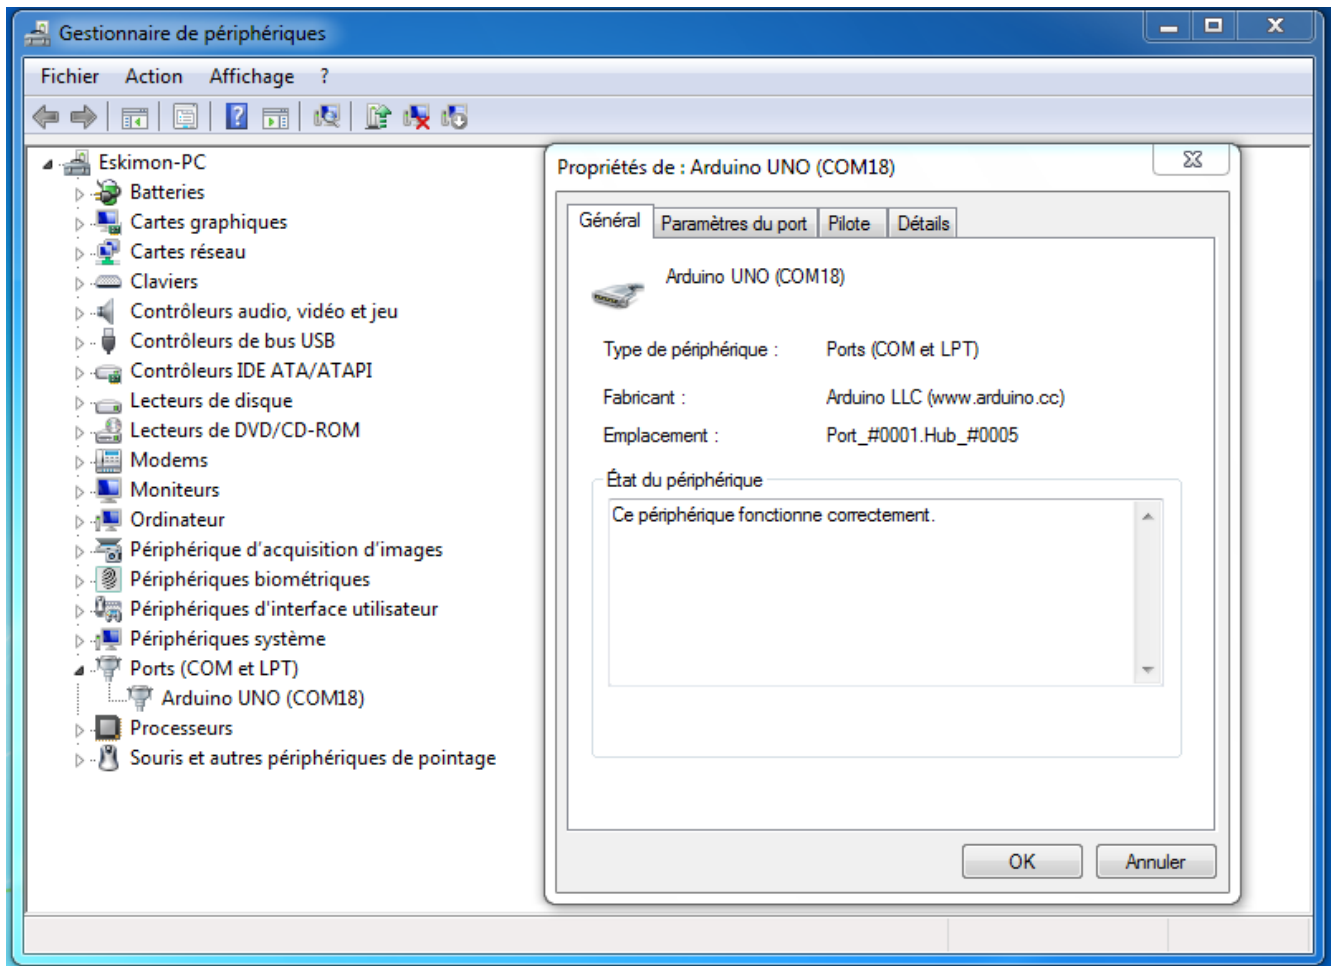 Gestionnaire de périphériques
Fichier Action Affichage ?
Eskimon-PC
Batteries
Cartes graphiques
Cartes réseau
Claviers
Contrôleurs audio, vidéo et jeu
Contrôleurs de bus USB
Contrôleurs IDE ATA/ATAPI
Lecteurs de disque
Lecteurs de DVD/CD-ROM
Modems
Moniteurs
Ordinateur
Périphérique d'acquisition d'images
Périphériques biométriques
Périphériques d'interface utilisateur
Périphériques système
Ports (COM et LPT)
Arduino UNO (COM18)
Processeurs
Souris et autres périphériques de pointage
Propriétés de : Arduino UNO (COM18)
Général Paramètres du port Pilote Détails
Arduino UNO (COM18)
Type de périphérique : Ports (COM et LPT)
Fabricant : Arduino LLC (www.arduino.cc)
Emplacement : Port_#0001.Hub_#0005
État du périphérique
Ce périphérique fonctionne correctement.
OK Annuler